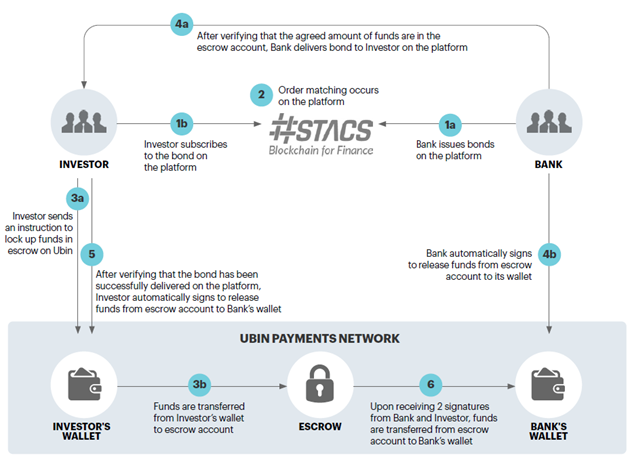 4a
After verifying that the agreed amount of funds are in the
escrow account, Bank delivers bond to Investor on the platform
2
Order matching occurs
on the platform
#STACS
Blockchain for Finance
1b
Investor subscribes
to the bond on
the platform
1a
Bank issues bonds
on the platform
INVESTOR
BANK
3a
Investor sends
an instruction to
lock up funds in
escrow on Ubin
5
After verifying that the bond has been
successfully delivered on the platform,
Investor automatically signs to release
funds from escrow account to Bank's wallet
4b
Bank automatically signs
to release funds from escrow
account to its wallet
UBIN PAYMENTS NETWORK
3b
Funds are transferred
from Investor's wallet
to escrow account
6
Upon receiving 2 signatures
from Bank and Investor, funds
are transferred from escrow
account to Bank's wallet
INVESTOR'S
WALLET
ESCROW
BANK'S
WALLET